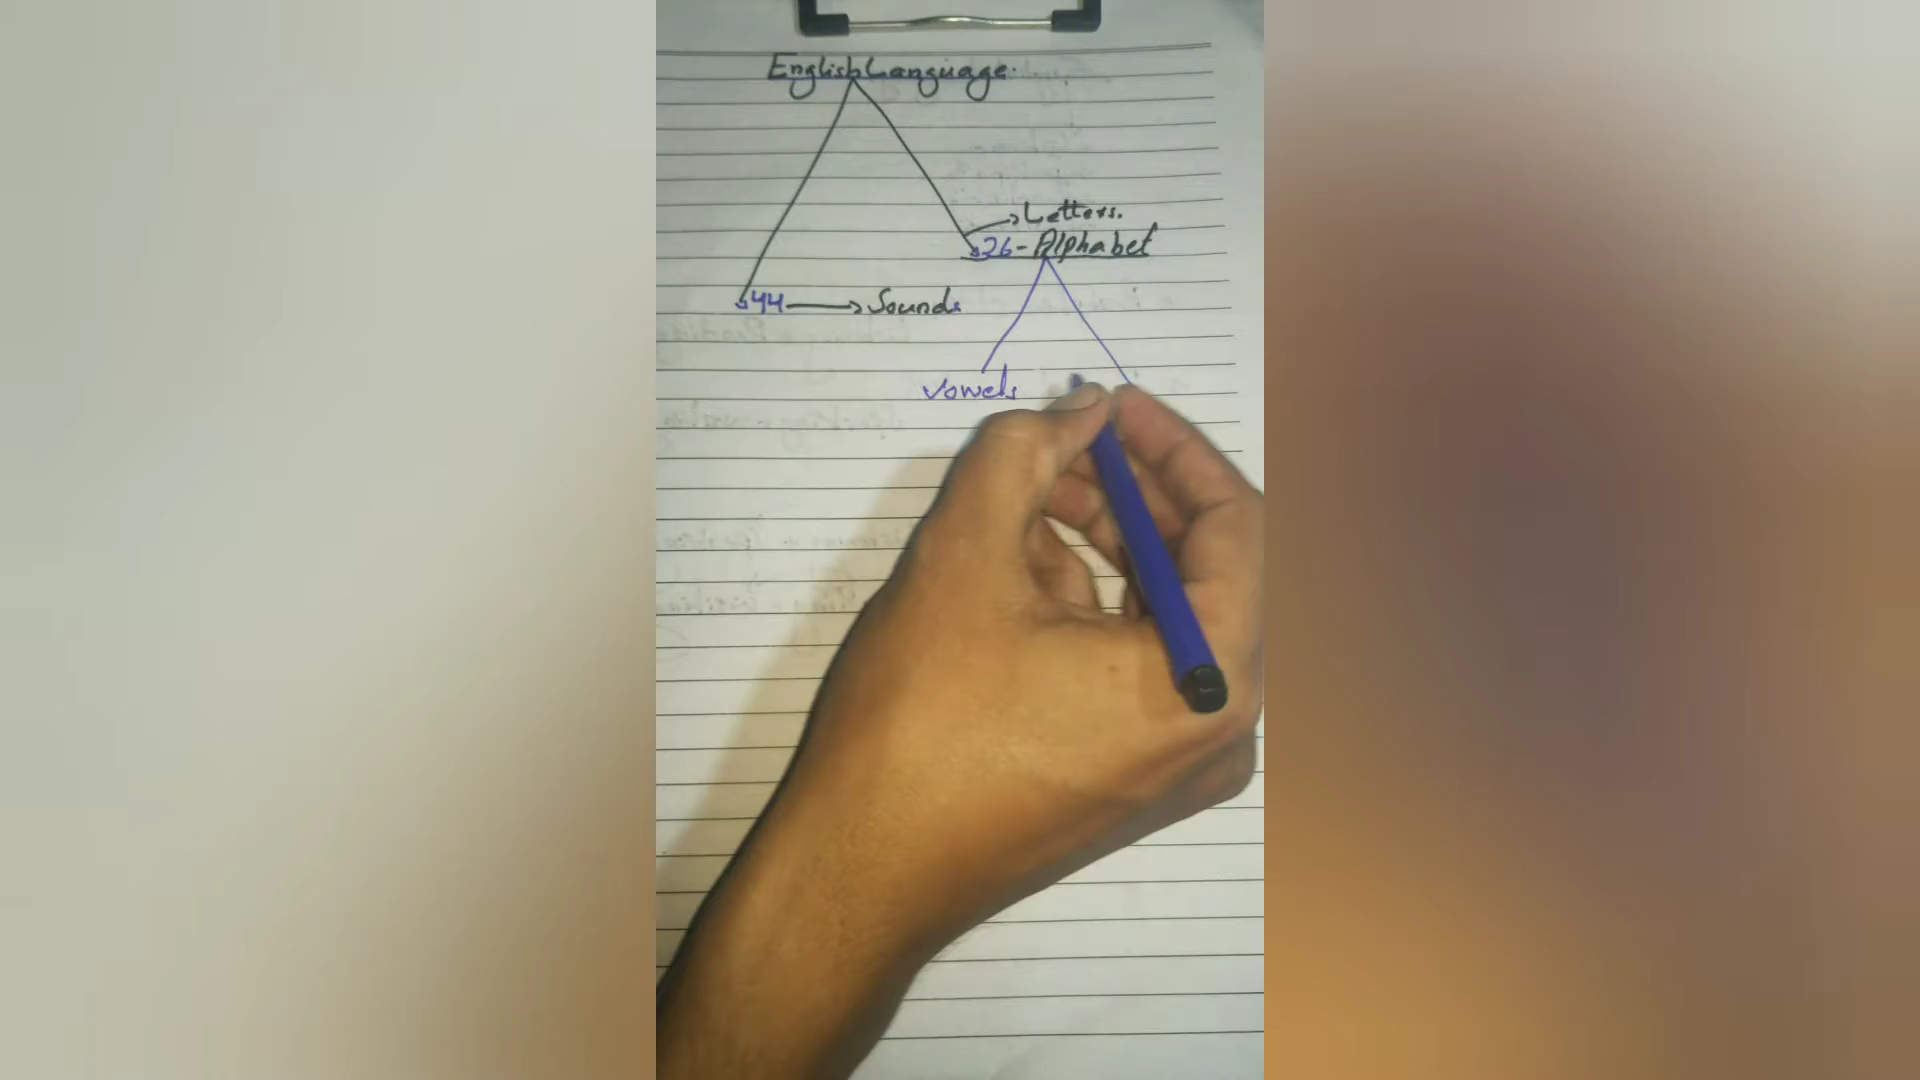 English Language.
→ Letters.
26 - Alphabet
44 → Sounds
Vowels